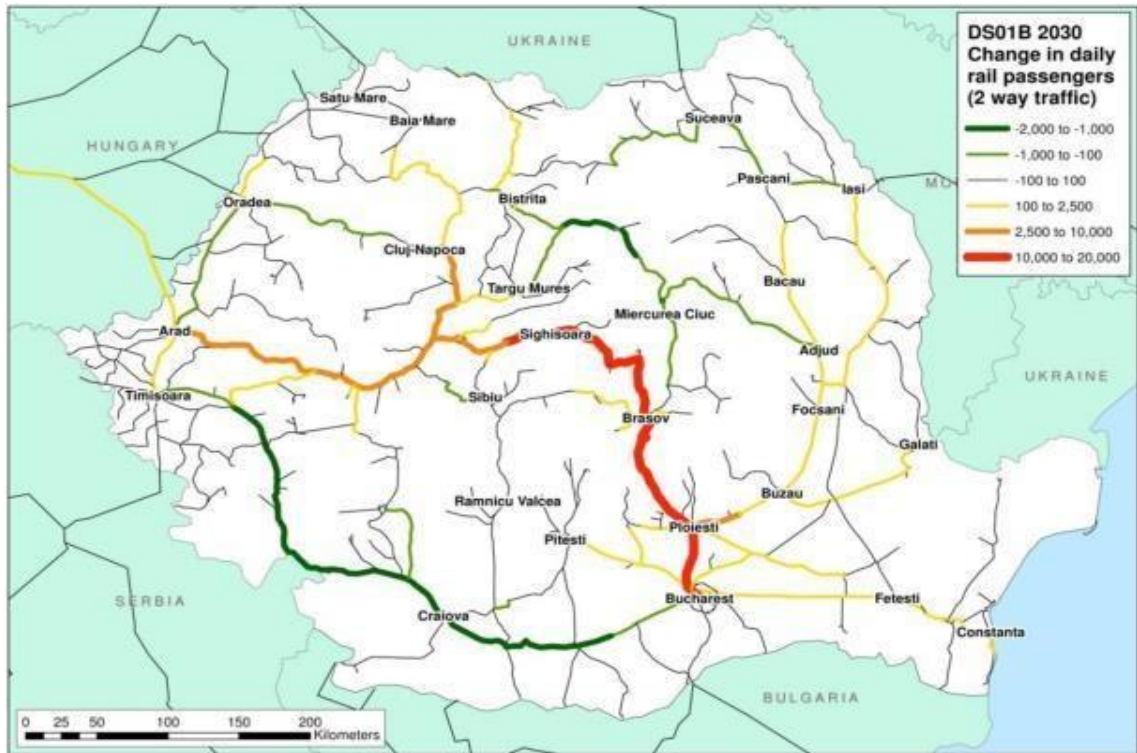 UKRAINE
DS01B 2030
Change in daily
rail passengers
(2 way traffic)
-2,000 to -1,000
-1,000 to -100
-100 to 100
100 to 2,500
2,500 to 10,000
10,000 to 20,000
Satu Mare
Baia Mare
Suceava
HUNGARY
Pascani
Iasi
MO
Oradea
Bistrita
Cluj-Napoca
Targu Mures
Bacau
Miercurea Ciuc
Arad
Sighisoara
Adjud
UKRAINE
Timisoara
Sibiu
Brasov
Focsani
Galati
Ramnicu Valcea
Buzau
Ploiesti
Pitesti
SERBIA
Bucharest
Fetesti
Craiova
Constanta
BULGARIA
0 25 50 100 150 200
Kilometers